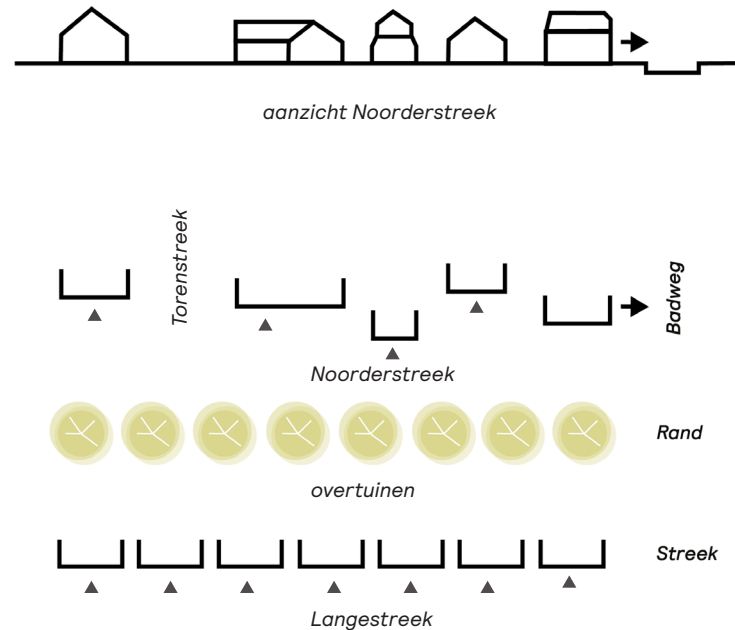 aanzicht Noorderstreek
Torenstreek
Badweg
Noorderstreek
Rand
overtuinen
Streek
Langestreek